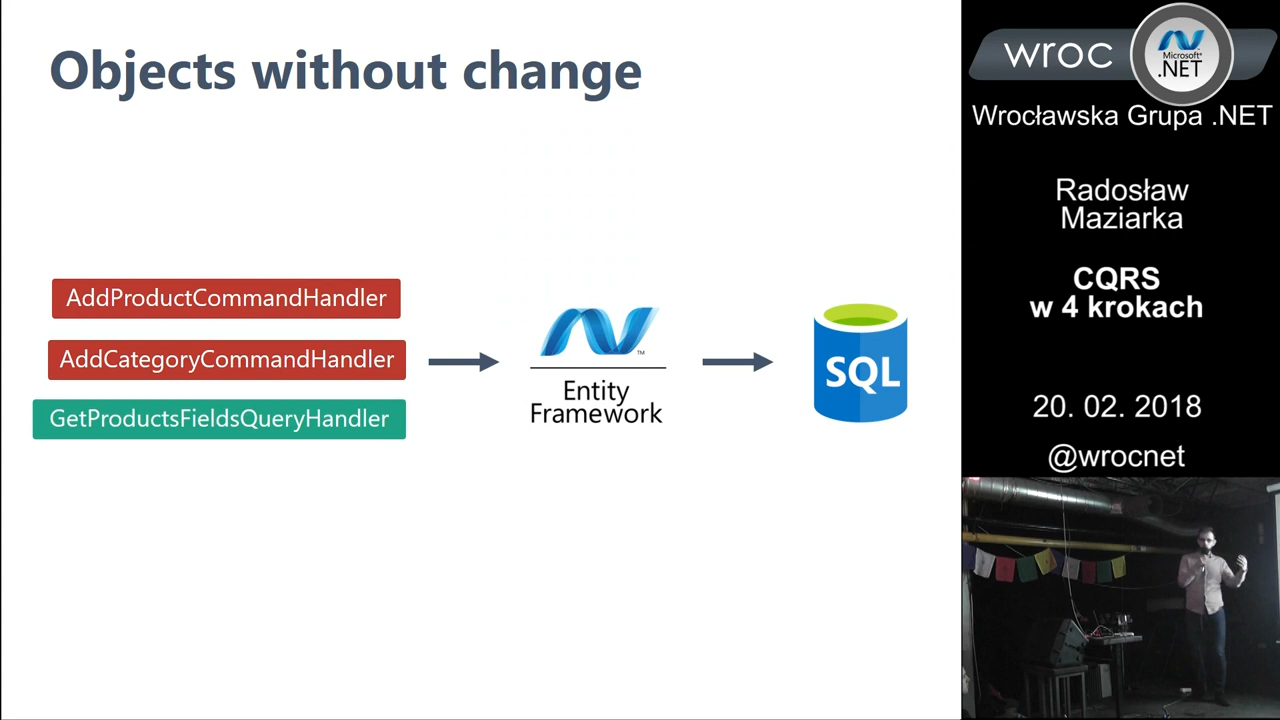 Objects without change
AddProductCommandHandler
AddCategoryCommandHandler
GetProductsFieldsQueryHandler
TM
Entity
Framework
SQL
wroc
Microsoft®
.NET
Wrocławska Grupa .NET
Radosław
Maziarka
CQRS
w 4 krokach
20. 02. 2018
@wrocnet